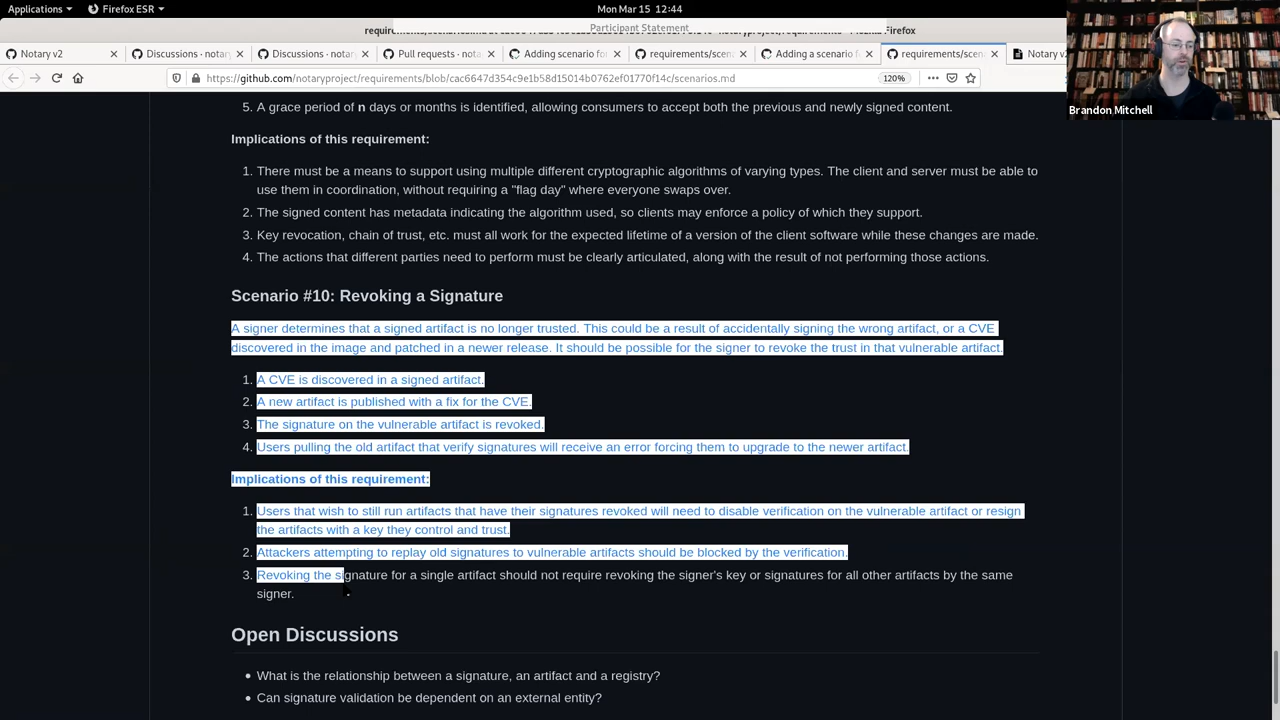 Applications
Firefox ESR
Mon Mar 15 12:44
Participant Statement
Firefox
Notary v2
Discussions · notar
Discussions · notar
Pull requests · nota
Adding scenario fo
requirements/scen
Adding a scenario f
requirements/scen
Notary v
https://github.com/notaryproject/requirements/blob/cac6647d354c9e1b58d15014b0762ef01770f14c/scenarios.md
120%
Brandon Mitchell
5. A grace period of n days or months is identified, allowing consumers to accept both the previous and newly signed content.
Implications of this requirement:
1. There must be a means to support using multiple different cryptographic algorithms of varying types. The client and server must be able to
use them in coordination, without requiring a "flag day" where everyone swaps over.
2. The signed content has metadata indicating the algorithm used, so clients may enforce a policy of which they support.
3. Key revocation, chain of trust, etc. must all work for the expected lifetime of a version of the client software while these changes are made.
4. The actions that different parties need to perform must be clearly articulated, along with the result of not performing those actions.
Scenario #10: Revoking a Signature
A signer determines that a signed artifact is no longer trusted. This could be a result of accidentally signing the wrong artifact, or a CVE
discovered in the image and patched in a newer release. It should be possible for the signer to revoke the trust in that vulnerable artifact.
1. A CVE is discovered in a signed artifact.
2. A new artifact is published with a fix for the CVE.
3. The signature on the vulnerable artifact is revoked.
4. Users pulling the old artifact that verify signatures will receive an error forcing them to upgrade to the newer artifact.
Implications of this requirement:
1. Users that wish to still run artifacts that have their signatures revoked will need to disable verification on the vulnerable artifact or resign
the artifacts with a key they control and trust.
2. Attackers attempting to replay old signatures to vulnerable artifacts should be blocked by the verification.
3. Revoking the signature for a single artifact should not require revoking the signer's key or signatures for all other artifacts by the same
signer.
Open Discussions
• What is the relationship between a signature, an artifact and a registry?
• Can signature validation be dependent on an external entity?